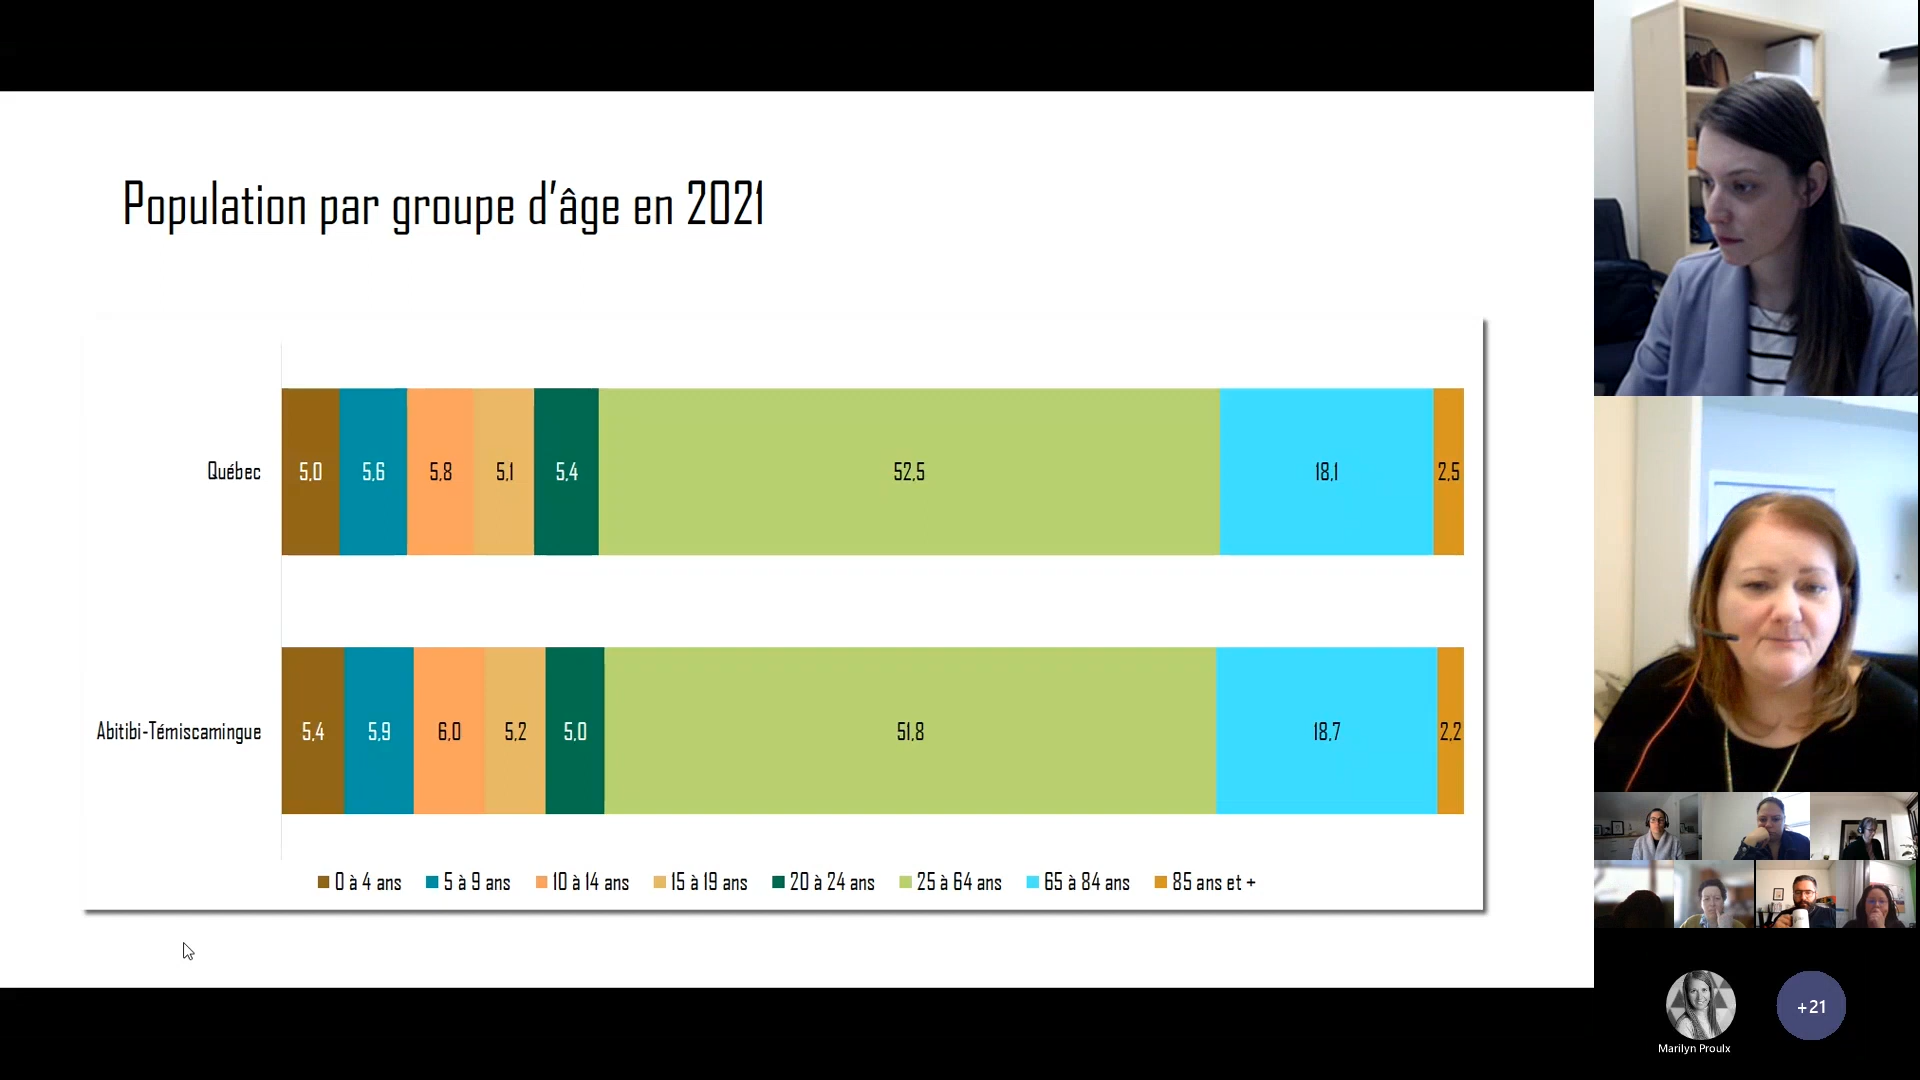 Population par groupe d'âge en 2021
Québec 5,0 5,6 5,8 5,1 5,4 52,5 18,1 2,5
Abitibi-Témiscamingue 5,4 5,9 6,0 5,2 5,0 51,8 18,7 2,2
0 à 4 ans 5 à 9 ans 10 à 14 ans 15 à 19 ans 20 à 24 ans 25 à 64 ans 65 à 84 ans 85 ans et +
+21
Marilyn Proulx